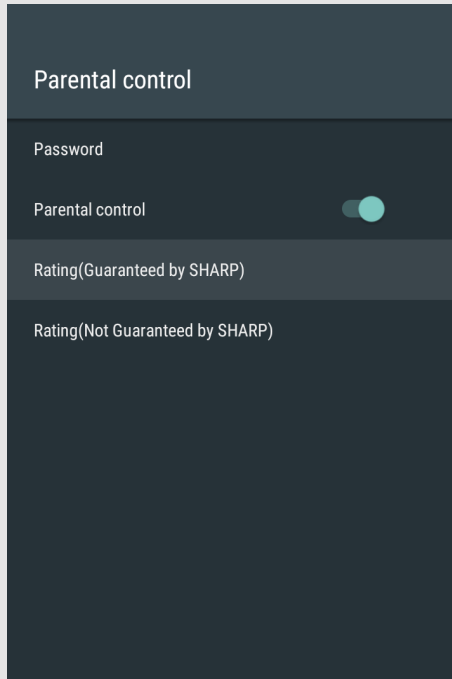 Parental control
Password
Parental control
Rating(Guaranteed by SHARP)
Rating(Not Guaranteed by SHARP)